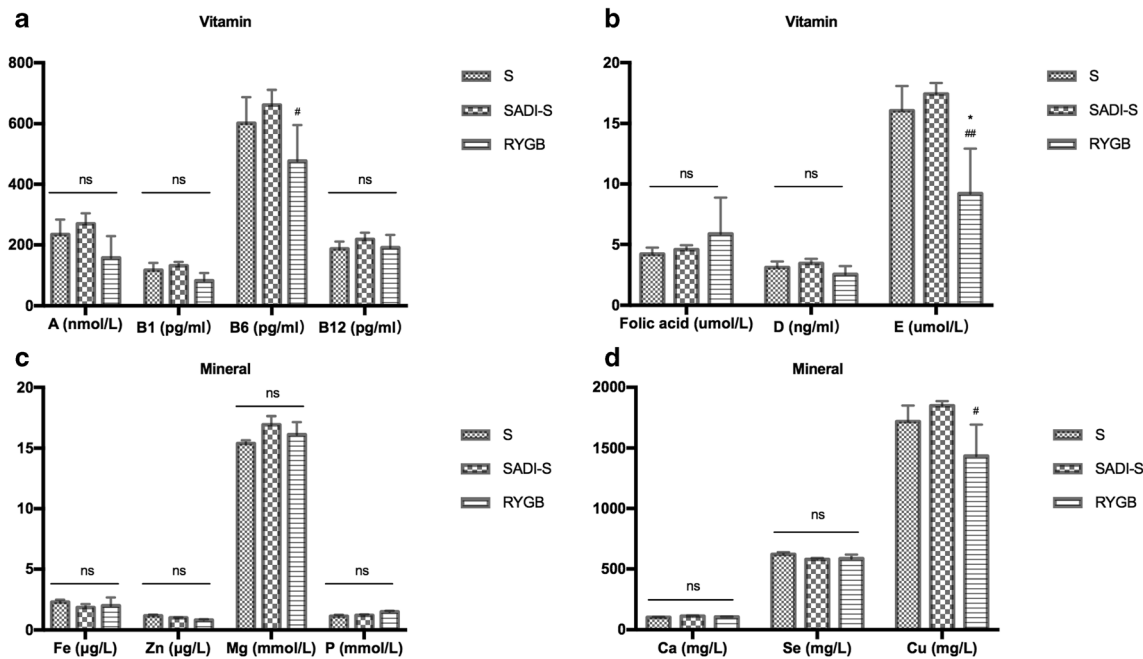 a
Vitamin
800
600
400
200
0
ns
ns
#
ns
A (nmol/L)
B1 (pg/ml)
B6 (pg/ml)
B12 (pg/ml)
S
SADI-S
RYGB
b
Vitamin
20
15
10
5
0
ns
ns
*
##
Folic acid (umol/L)
D (ng/ml)
E (umol/L)
S
SADI-S
RYGB
c
Mineral
20
15
10
5
0
ns
ns
ns
ns
Fe (μg/L)
Zn (μg/L)
Mg (mmol/L)
P (mmol/L)
S
SADI-S
RYGB
d
Mineral
2000
1500
1000
500
0
ns
ns
#
Ca (mg/L)
Se (mg/L)
Cu (mg/L)
S
SADI-S
RYGB